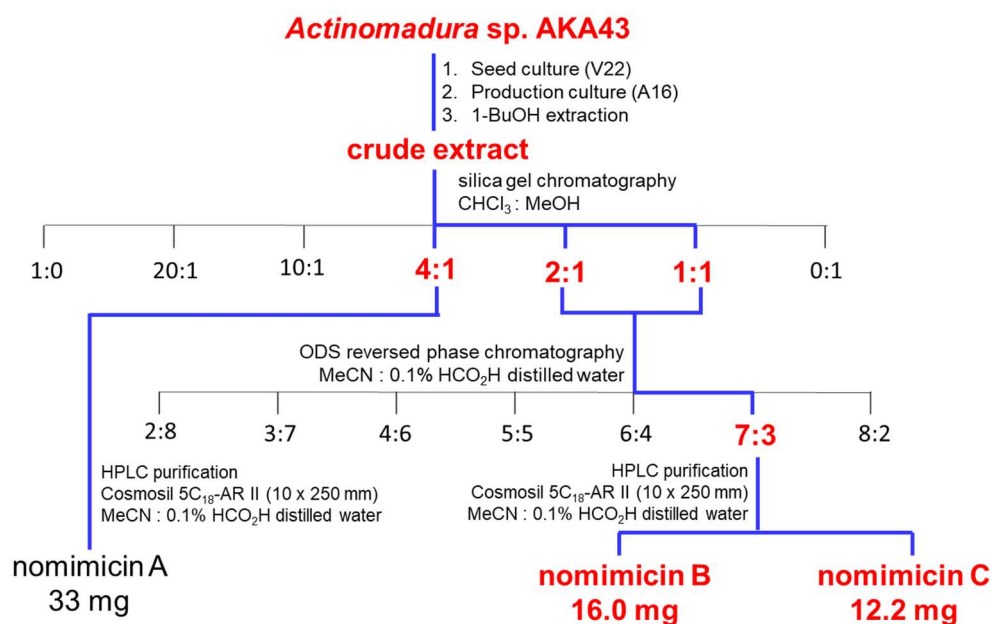 Actinomadura sp. AKA43
1. Seed culture (V22)
2. Production culture (A16)
3. 1-BuOH extraction
crude extract
silica gel chromatography
CHCl₃ : MeOH
1:0 20:1 10:1 4:1 2:1 1:1 0:1
ODS reversed phase chromatography
MeCN : 0.1% HCO₂H distilled water
2:8 3:7 4:6 5:5 6:4 7:3 8:2
HPLC purification
Cosmosil 5C₁₈-AR II (10 x 250 mm)
MeCN : 0.1% HCO₂H distilled water
HPLC purification
Cosmosil 5C₁₈-AR II (10 x 250 mm)
MeCN : 0.1% HCO₂H distilled water
nomimicin A
33 mg
nomimicin B
16.0 mg
nomimicin C
12.2 mg